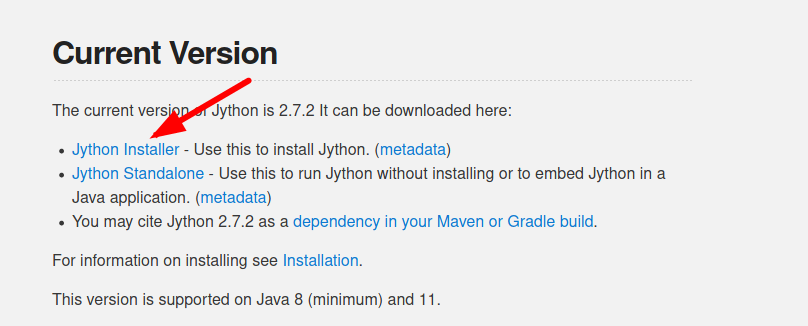 Current Version
The current version of Jython is 2.7.2 It can be downloaded here:
• Jython Installer - Use this to install Jython. (metadata)
• Jython Standalone - Use this to run Jython without installing or to embed Jython in a
Java application. (metadata)
• You may cite Jython 2.7.2 as a dependency in your Maven or Gradle build.
For information on installing see Installation.
This version is supported on Java 8 (minimum) and 11.